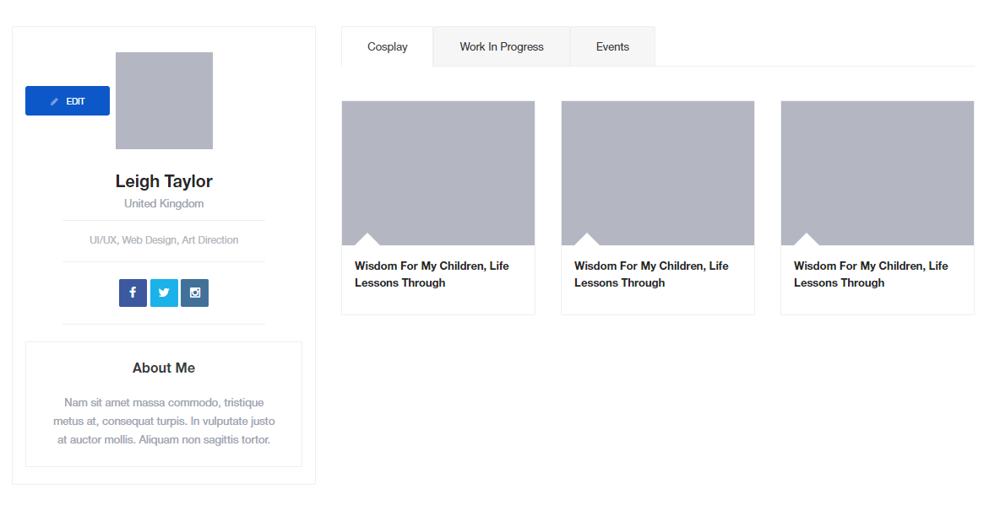 EDIT
Leigh Taylor
United Kingdom
UI/UX, Web Design, Art Direction
About Me
Nam sit amet massa commodo, tristique
metus at, consequat turpis. In vulputate justo
at auctor mollis. Aliquam non sagittis tortor.
Cosplay
Work In Progress
Events
Wisdom For My Children, Life
Lessons Through
Wisdom For My Children, Life
Lessons Through
Wisdom For My Children, Life
Lessons Through